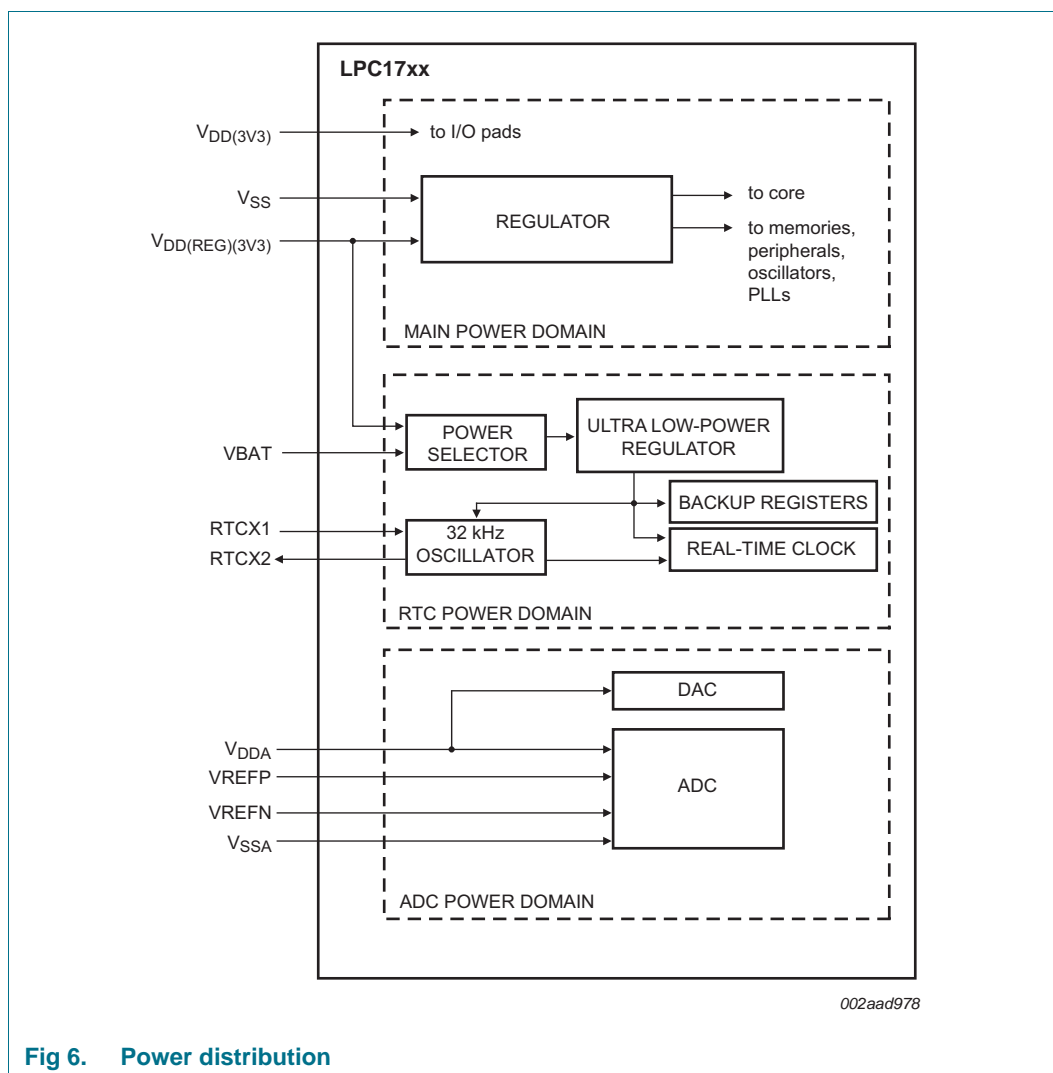 LPC17xx
VDD(3V3)
to I/O pads
VSS
REGULATOR
to core
VDD(REG)(3V3)
to memories,
peripherals,
oscillators,
PLLs
MAIN POWER DOMAIN
POWER
SELECTOR
ULTRA LOW-POWER
REGULATOR
VBAT
BACKUP REGISTERS
RTCX1
32 kHz
OSCILLATOR
REAL-TIME CLOCK
RTCX2
RTC POWER DOMAIN
DAC
VDDA
VREFP
ADC
VREFN
VSSA
ADC POWER DOMAIN
002aad978
Fig 6. Power distribution